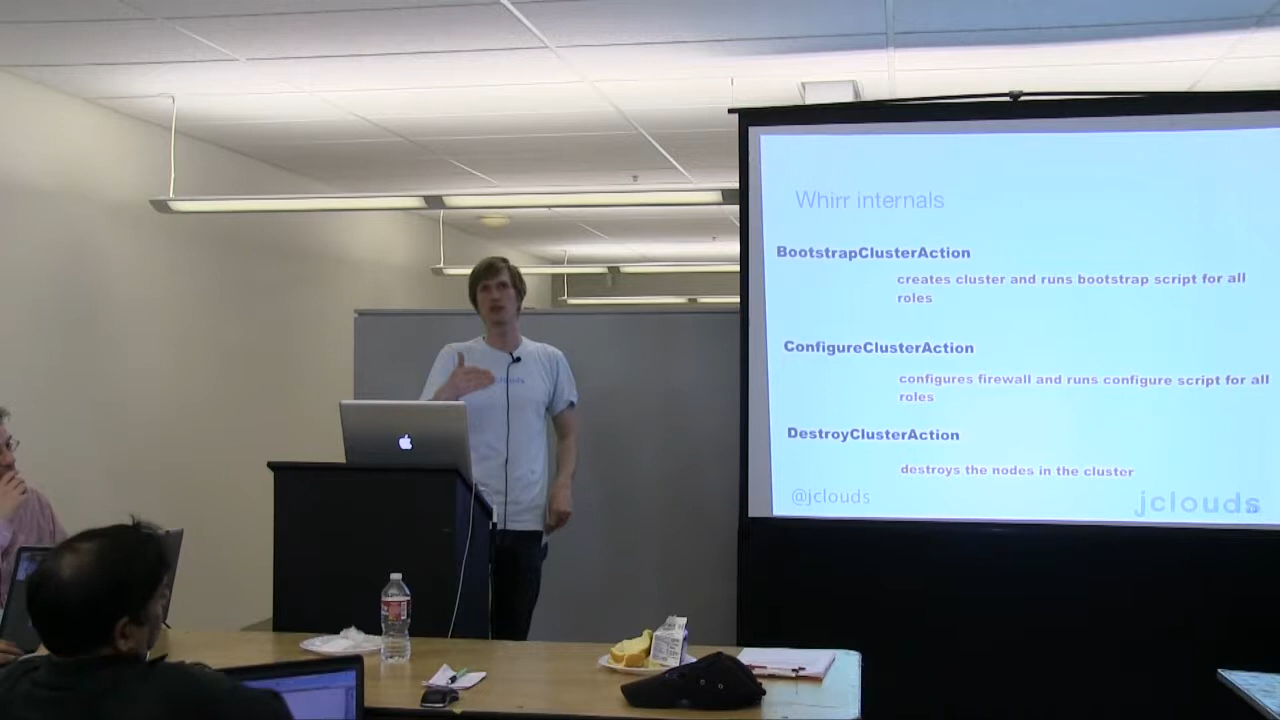 Whirr internals
BootstrapClusterAction
creates cluster and runs bootstrap script for all
roles
ConfigureClusterAction
configures firewall and runs configure script for all
roles
DestroyClusterAction
destroys the nodes in the cluster
@jclouds
jclouds